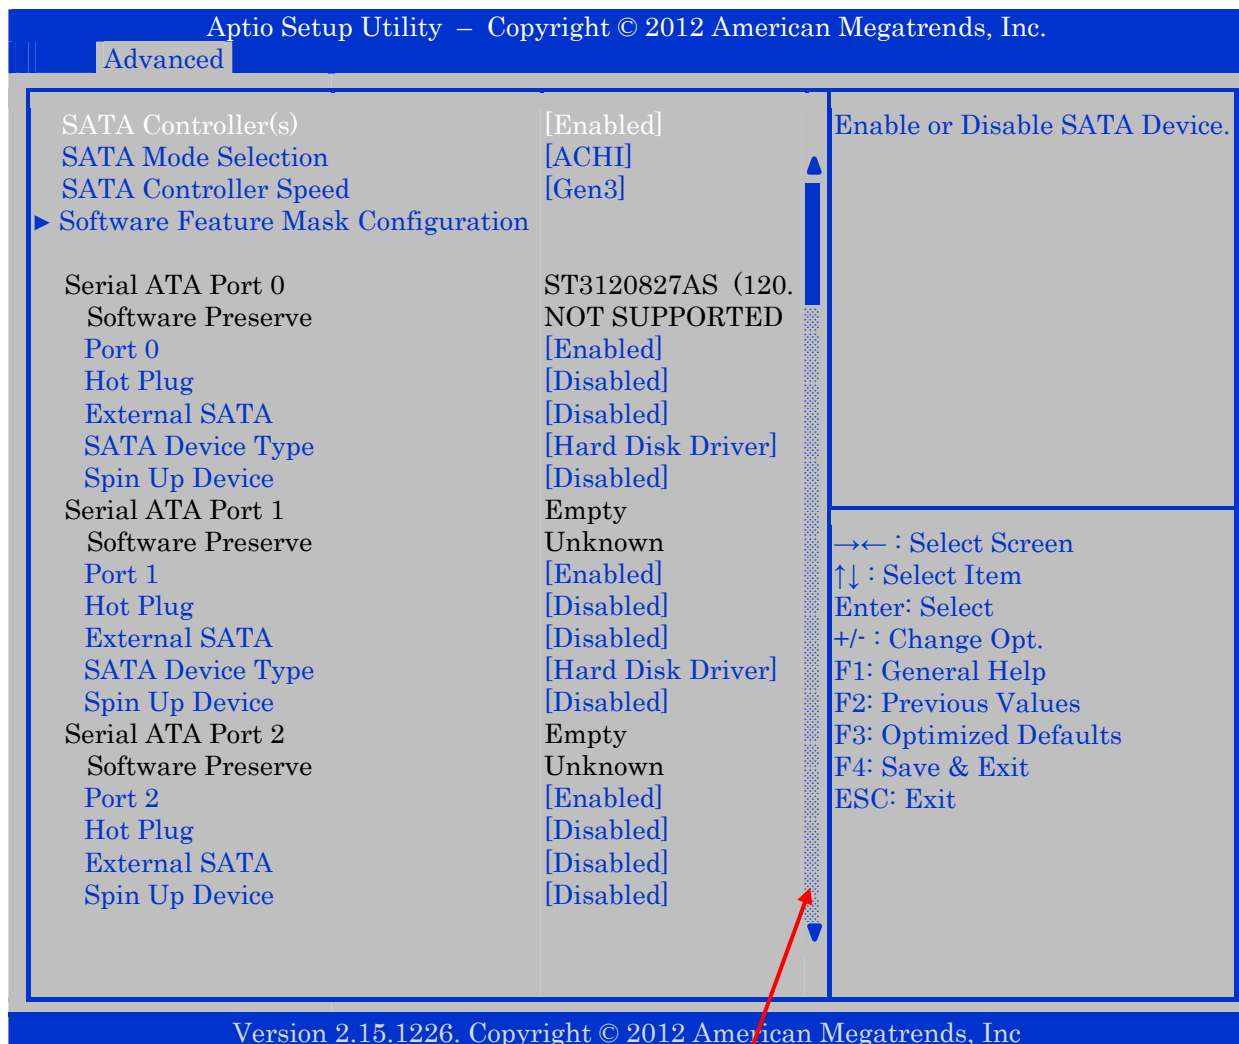 Aptio Setup Utility – Copyright © 2012 American Megatrends, Inc.
Advanced
SATA Controller(s) [Enabled]
SATA Mode Selection [ACHI]
SATA Controller Speed [Gen3]
► Software Feature Mask Configuration
Serial ATA Port 0 ST3120827AS (120.
Software Preserve NOT SUPPORTED
Port 0 [Enabled]
Hot Plug [Disabled]
External SATA [Disabled]
SATA Device Type [Hard Disk Driver]
Spin Up Device [Disabled]
Serial ATA Port 1 Empty
Software Preserve Unknown
Port 1 [Enabled]
Hot Plug [Disabled]
External SATA [Disabled]
SATA Device Type [Hard Disk Driver]
Spin Up Device [Disabled]
Serial ATA Port 2 Empty
Software Preserve Unknown
Port 2 [Enabled]
Hot Plug [Disabled]
External SATA [Disabled]
Spin Up Device [Disabled]
Enable or Disable SATA Device.
→← : Select Screen
↑↓ : Select Item
Enter: Select
+/- : Change Opt.
F1: General Help
F2: Previous Values
F3: Optimized Defaults
F4: Save & Exit
ESC: Exit
Version 2.15.1226. Copyright © 2012 American Megatrends, Inc